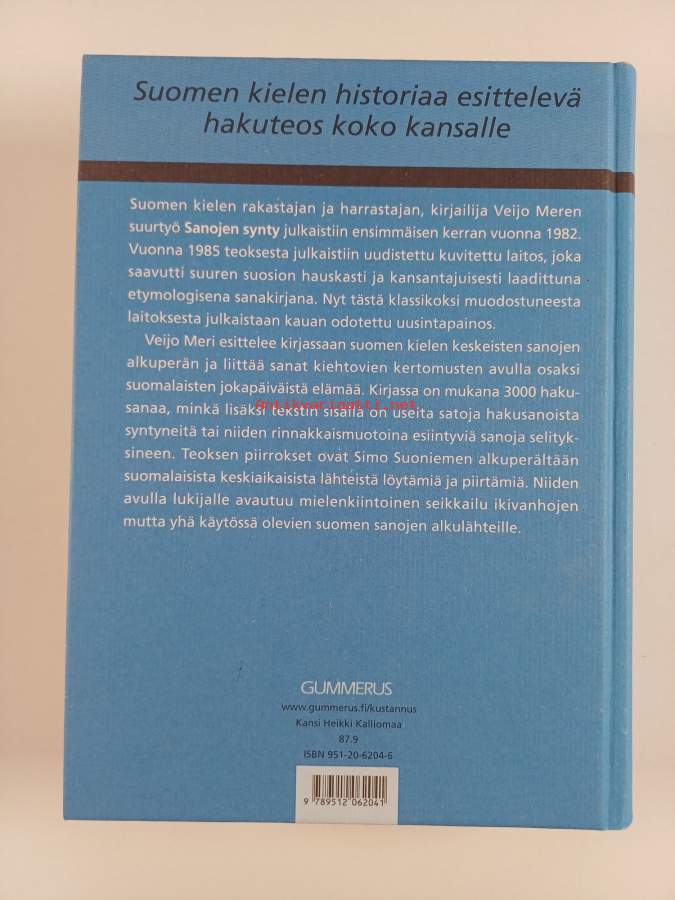 Suomen kielen historiaa esittelevä
hakuteos koko kansalle
Suomen kielen rakastajan ja harrastajan, kirjailija Veijo Meren
suurtyö Sanojen synty julkaistiin ensimmäisen kerran vuonna 1982.
Vuonna 1985 teoksesta julkaistiin uudistettu kuvitettu laitos, joka
saavutti suuren suosion hauskasti ja kansantajuisesti laadittuna
etymologisena sanakirjana. Nyt tästä klassikoksi muodostuneesta
laitoksesta julkaistaan kauan odotettu uusintapainos.
Veijo Meri esittelee kirjassaan suomen kielen keskeisten sanojen
alkuperän ja liittää sanat kiehtovien kertomusten avulla osaksi
suomalaisten jokapäiväistä elämää. Kirjassa on mukana 3000 haku-
sanaa, minkä lisäksi tekstin sisällä on useita satoja hakusanoista
Antikvariaatti.net
syntyneitä tai niiden rinnakkaismuotoina esiintyviä sanoja selityk-
sineen. Teoksen piirrokset ovat Simo Suoniemen alkuperältään
suomalaisista keskiaikaisista lähteistä löytämiä ja piirtämiä. Niiden
avulla lukijalle avautuu mielenkiintoinen seikkailu ikivanhojen
mutta yhä käytössä olevien suomen sanojen alkulähteille.
GUMMERUS
www.gummerus.fi/kustannus
Kansi Heikki Kalliomaa
87.9
ISBN 951-20-6204-6
9 789512 062041